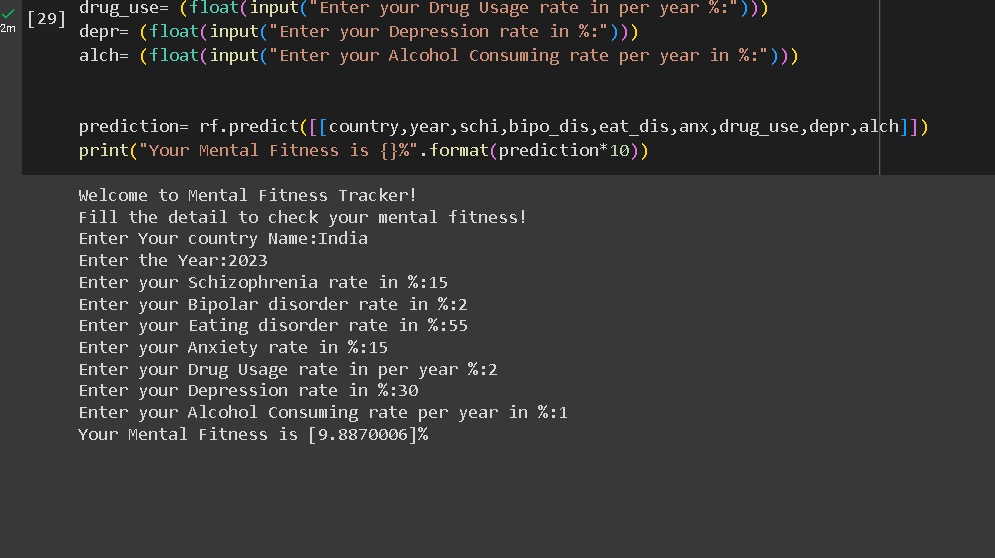 drug_use= (float(input("Enter your Drug Usage rate in per year %:")))
[29] depr= (float(input("Enter your Depression rate in %:")))
2m alch= (float(input("Enter your Alcohol Consuming rate per year in %:")))
prediction= rf.predict([[country,year,schi,bipo_dis,eat_dis,anx,drug_use,depr,alch]])
print("Your Mental Fitness is {}%".format(prediction*10))
Welcome to Mental Fitness Tracker!
Fill the detail to check your mental fitness!
Enter Your country Name:India
Enter the Year:2023
Enter your Schizophrenia rate in %:15
Enter your Bipolar disorder rate in %:2
Enter your Eating disorder rate in %:55
Enter your Anxiety rate in %:15
Enter your Drug Usage rate in per year %:2
Enter your Depression rate in %:30
Enter your Alcohol Consuming rate per year in %:1
Your Mental Fitness is [9.8870006]%